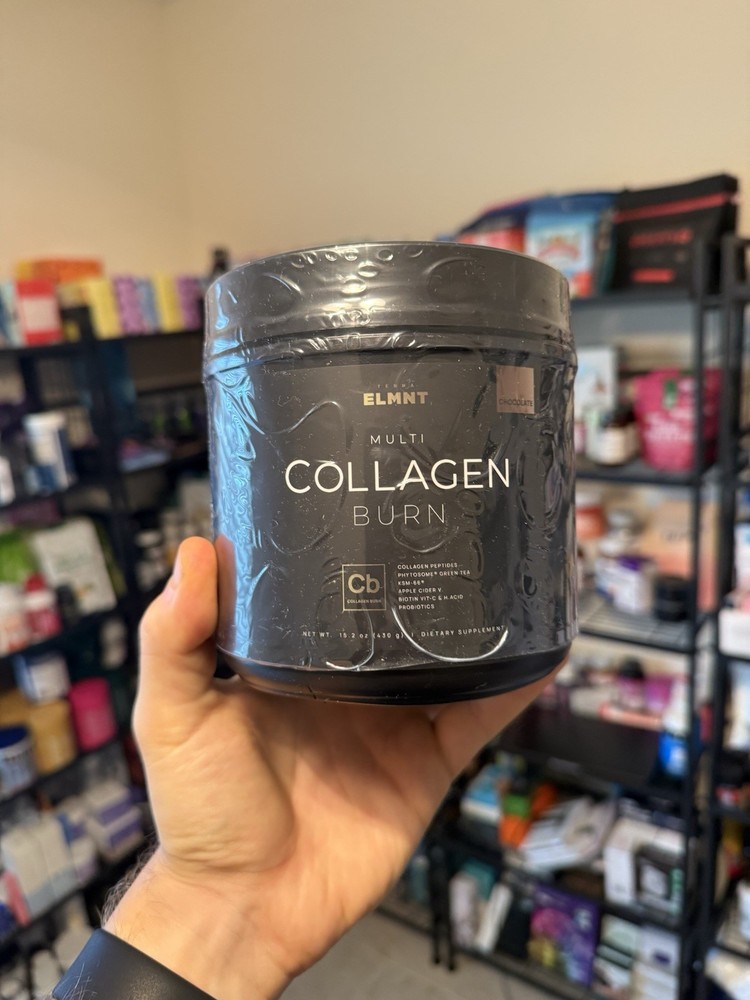 TERRA
ELMNT
CHOCOLATE
MULTI
COLLAGEN
BURN
Cb
COLLAGEN BURN
COLLAGEN PEPTIDES
PHYTOSOME® GREEN TEA
KSM-66®
APPLE CIDER V.
BIOTIN VIT-C & H.ACID
PROBIOTICS
NET WT. 15.2 oz (430 g) | DIETARY SUPPLEMENT